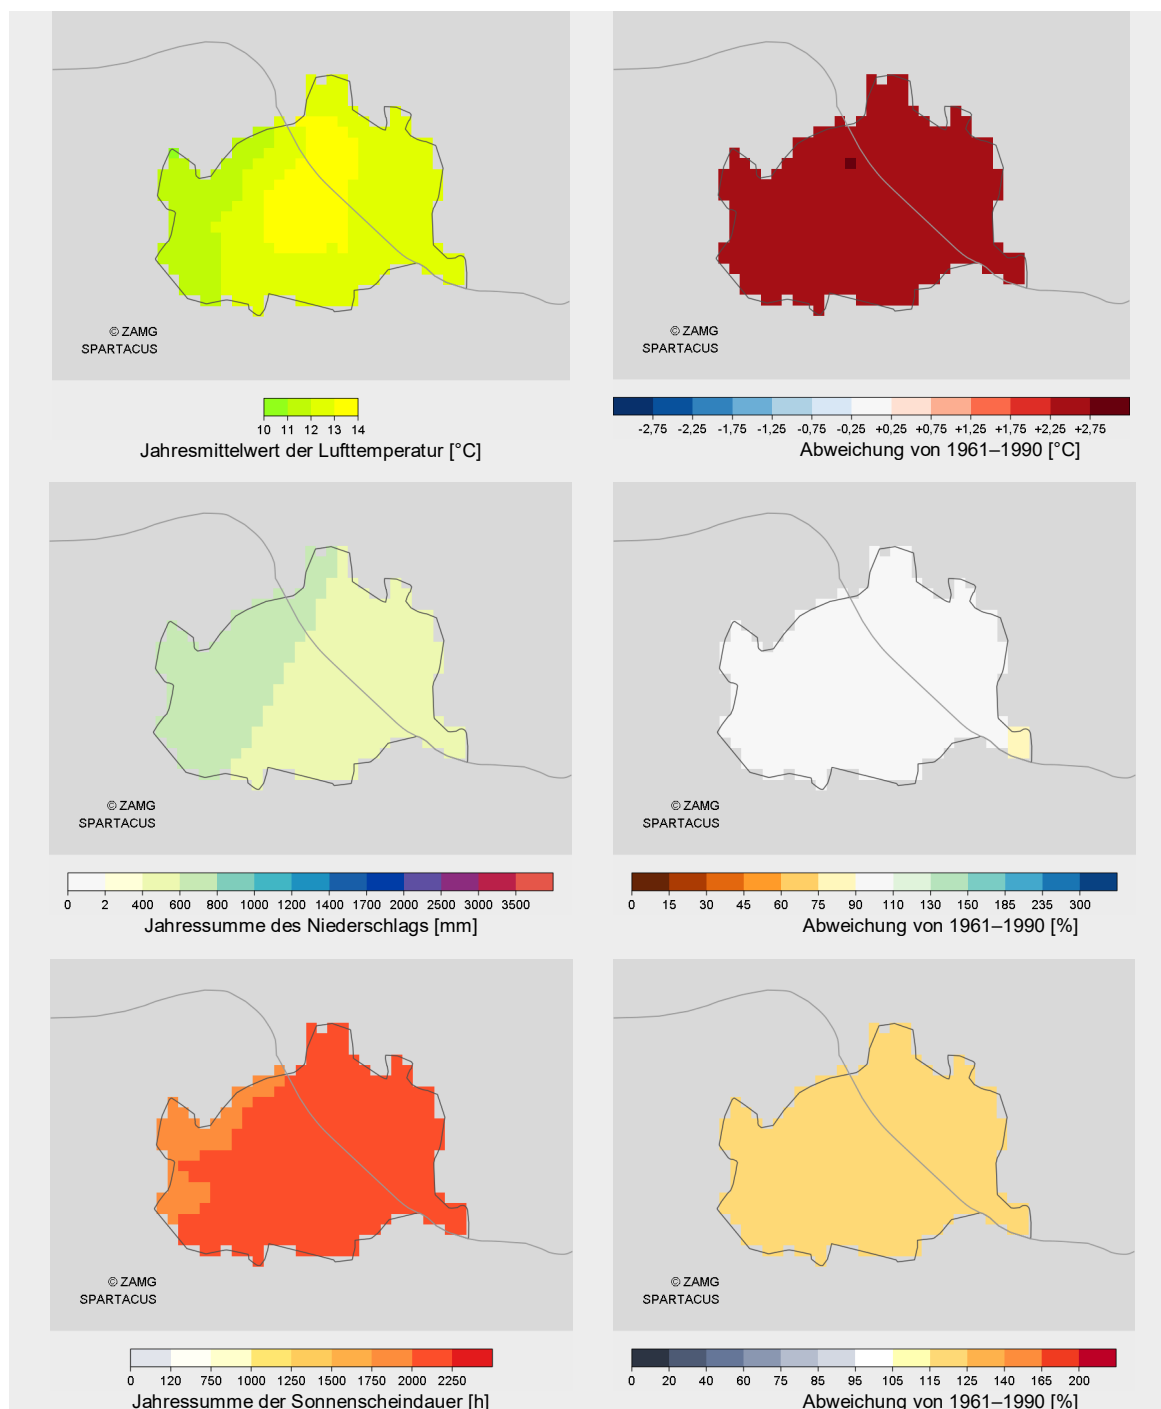 © ZAMG
SPARTACUS
© ZAMG
SPARTACUS
10 11 12 13 14
Jahresmittelwert der Lufttemperatur [°C]
-2,75 -2,25 -1,75 -1,25 -0,75 -0,25 +0,25 +0,75 +1,25 +1,75 +2,25 +2,75
Abweichung von 1961–1990 [°C]
© ZAMG
SPARTACUS
© ZAMG
SPARTACUS
0 2 400 600 800 1000 1200 1400 1700 2000 2500 3000 3500
Jahressumme des Niederschlags [mm]
0 15 30 45 60 75 90 110 130 150 185 235 300
Abweichung von 1961–1990 [%]
© ZAMG
SPARTACUS
© ZAMG
SPARTACUS
0 120 750 1000 1250 1500 1750 2000 2250
Jahressumme der Sonnenscheindauer [h]
0 20 40 60 75 85 95 105 115 125 140 165 200
Abweichung von 1961–1990 [%]